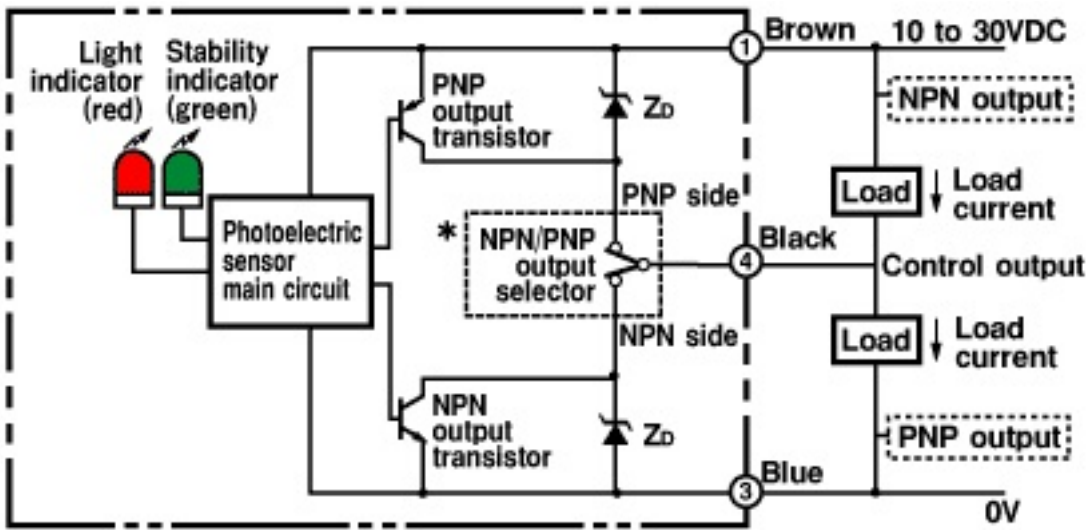 Light
indicator
(red)
Stability
indicator
(green)
PNP
output
transistor
ZD
1
Brown
10 to 30VDC
NPN output
Load
Load
current
PNP side
*
NPN/PNP
output
selector
4
Black
Control output
Photoelectric
sensor
main circuit
NPN side
Load
Load
current
NPN
output
transistor
ZD
PNP output
3
Blue
0V